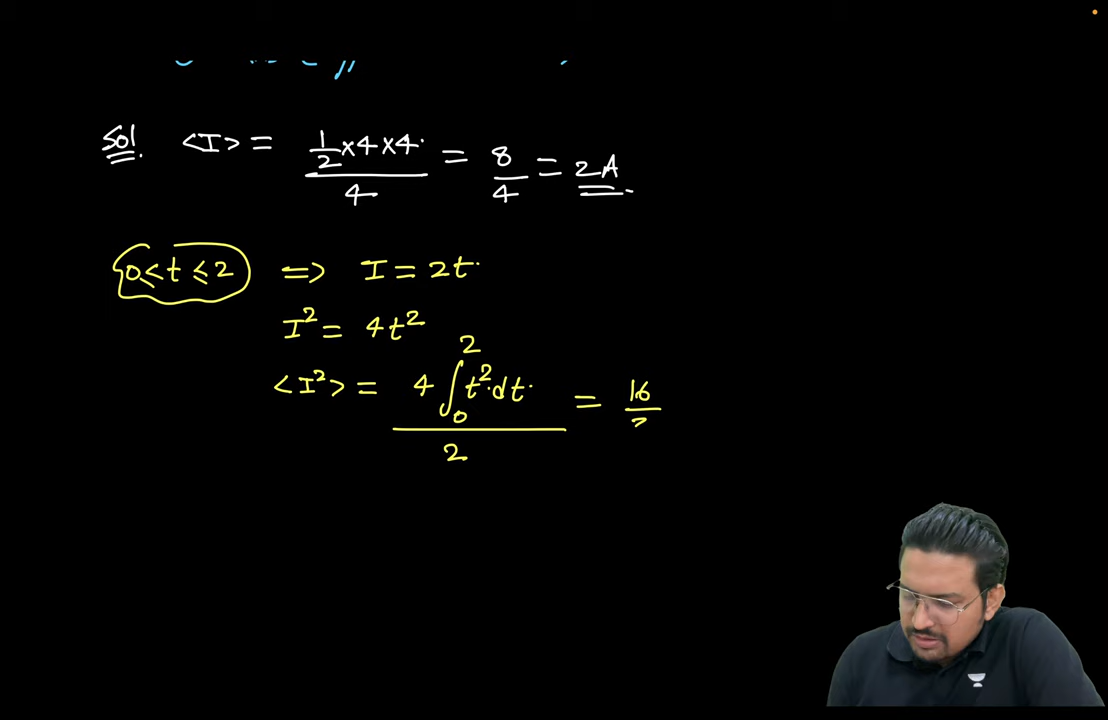 Sol. <I> = 1/2 x 4 x 4 / 4 = 8/4 = 2A
0 < t ≤ 2 ⇒ I = 2t
I² = 4t²
<I²> = 4 ∫₀² t² dt / 2 = 16